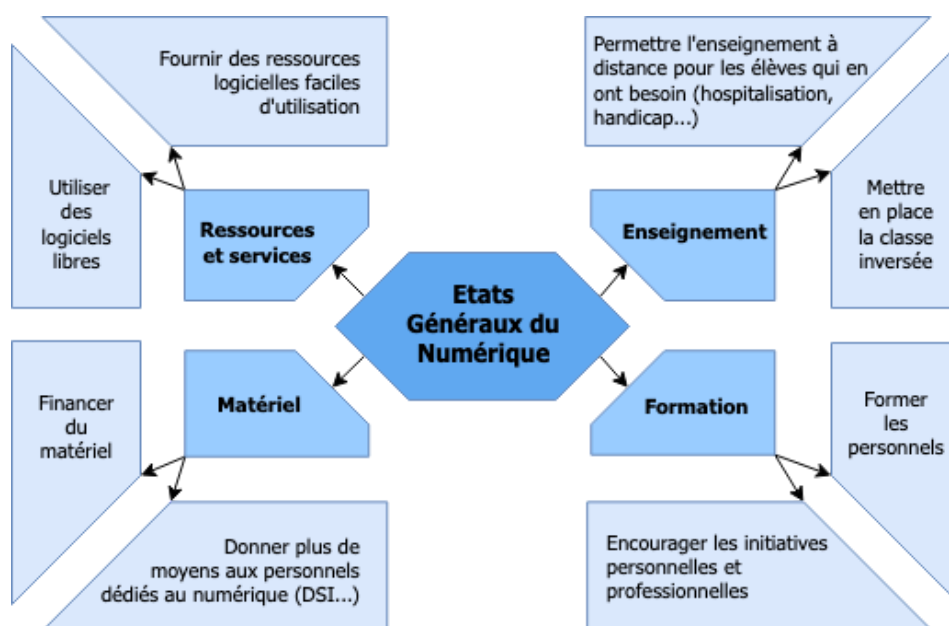 Fournir des ressources
logicielles faciles
d'utilisation
Permettre l'enseignement à
distance pour les élèves qui en
ont besoin (hospitalisation,
handicap...)
Utiliser
des
logiciels
libres
Ressources
et services
Enseignement
Mettre
en place
la classe
inversée
Etats
Généraux du
Numérique
Financer
du
matériel
Matériel
Formation
Former
les
personnels
Donner plus de
moyens aux personnels
dédiés au numérique (DSI...)
Encourager les initiatives
personnelles et
professionnelles